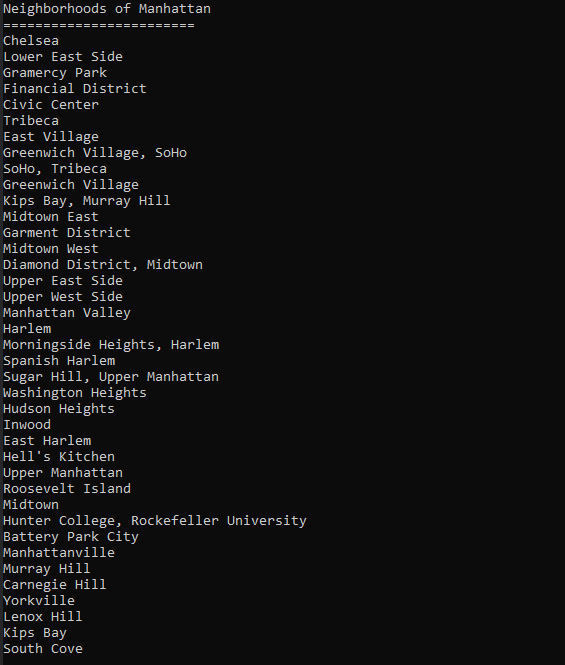 Neighborhoods of Manhattan
========================
Chelsea
Lower East Side
Gramercy Park
Financial District
Civic Center
Tribeca
East Village
Greenwich Village, SoHo
SoHo, Tribeca
Greenwich Village
Kips Bay, Murray Hill
Midtown East
Garment District
Midtown West
Diamond District, Midtown
Upper East Side
Upper West Side
Manhattan Valley
Harlem
Morningside Heights, Harlem
Spanish Harlem
Sugar Hill, Upper Manhattan
Washington Heights
Hudson Heights
Inwood
East Harlem
Hell's Kitchen
Upper Manhattan
Roosevelt Island
Midtown
Hunter College, Rockefeller University
Battery Park City
Manhattanville
Murray Hill
Carnegie Hill
Yorkville
Lenox Hill
Kips Bay
South Cove